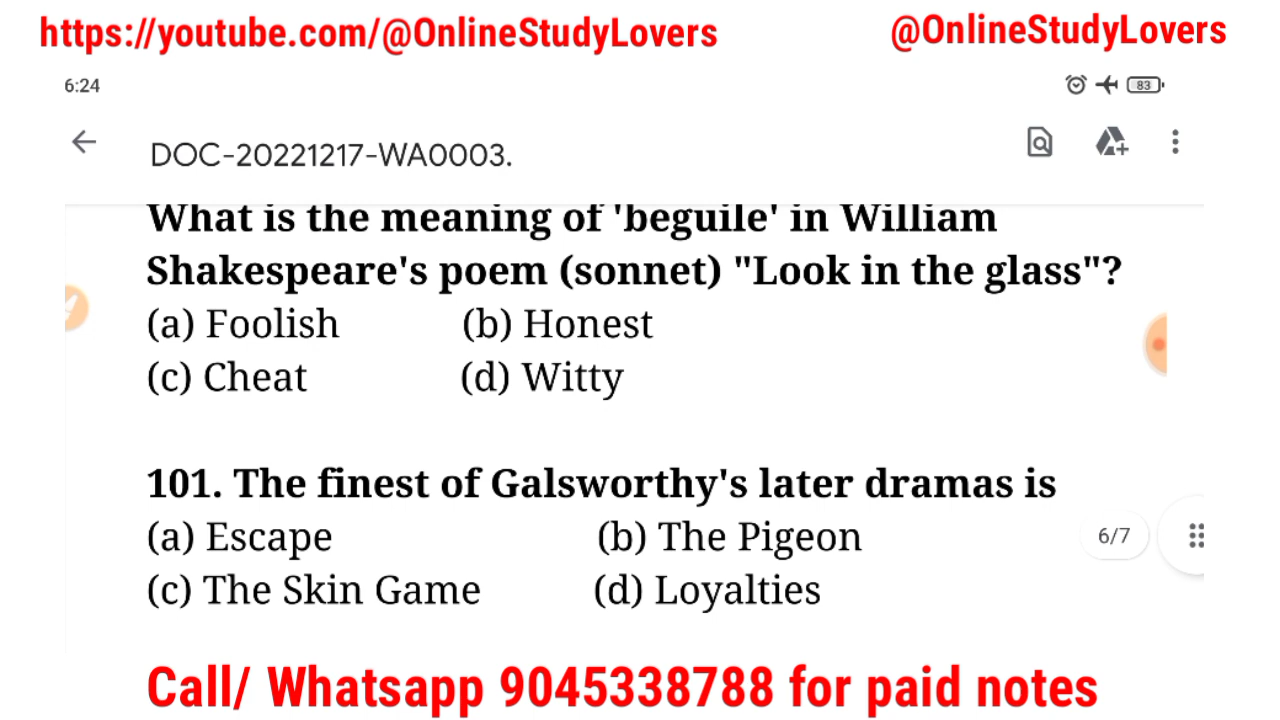 https://youtube.com/@OnlineStudyLovers @OnlineStudyLovers
6:24 83
DOC-20221217-WA0003.
What is the meaning of 'beguile' in William
Shakespeare's poem (sonnet) "Look in the glass"?
(a) Foolish (b) Honest
(c) Cheat (d) Witty
101. The finest of Galsworthy's later dramas is
(a) Escape (b) The Pigeon
6/7
(c) The Skin Game (d) Loyalties
Call/ Whatsapp 9045338788 for paid notes